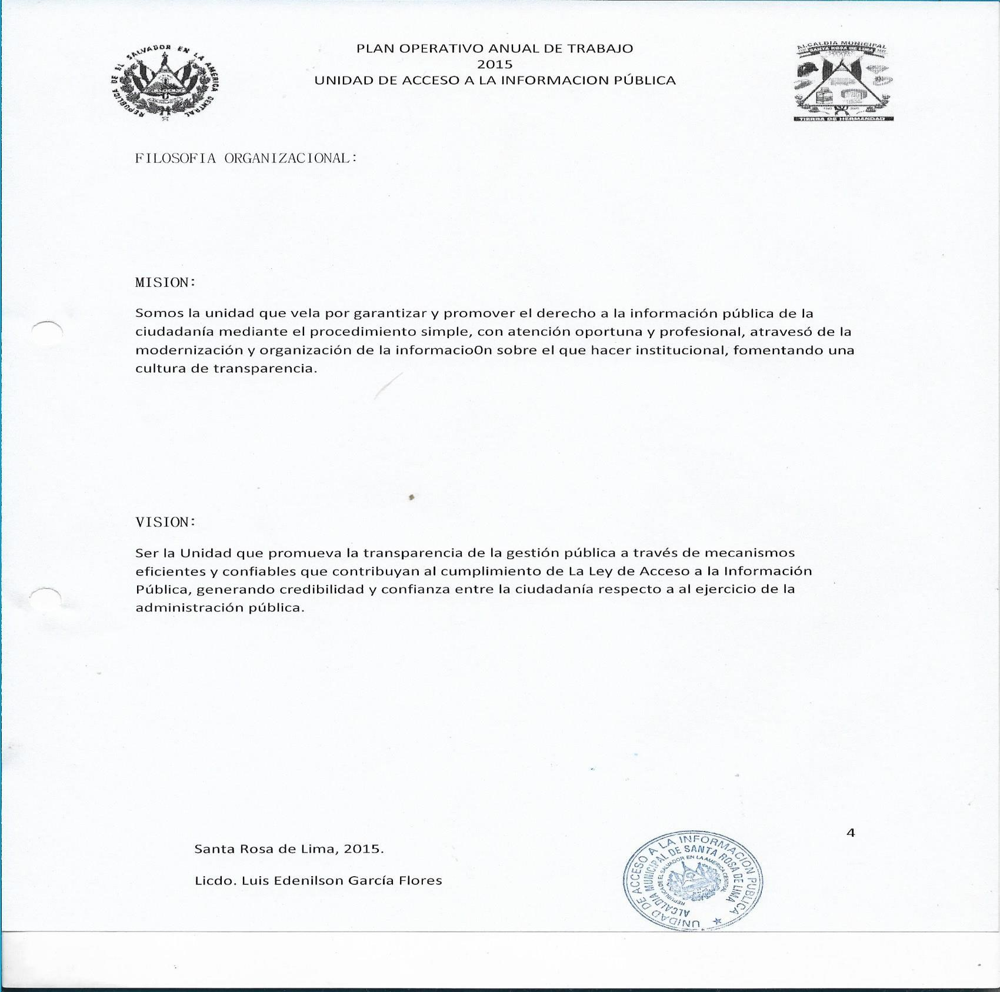 REPUBLICA DE EL SALVADOR EN LA AMERICA CENTRAL
PLAN OPERATIVO ANUAL DE TRABAJO
2015
UNIDAD DE ACCESO A LA INFORMACION PÚBLICA
ALCALDIA MUNICIPAL
SANTA ROSA DE LIMA
TIERRA DE HERMANDAD
FILOSOFIA ORGANIZACIONAL:
MISION:
Somos la unidad que vela por garantizar y promover el derecho a la información pública de la
ciudadanía mediante el procedimiento simple, con atención oportuna y profesional, atravesó de la
modernización y organización de la informacio0n sobre el que hacer institucional, fomentando una
cultura de transparencia.
VISION:
Ser la Unidad que promueva la transparencia de la gestión pública a través de mecanismos
eficientes y confiables que contribuyan al cumplimiento de La Ley de Acceso a la Información
Pública, generando credibilidad y confianza entre la ciudadanía respecto a al ejercicio de la
administración pública.
4
Santa Rosa de Lima, 2015.
Licdo. Luis Edenilson García Flores
UNIDAD DE ACCESO A LA INFORMACION PUBLICA
ALCALDIA MUNICIPAL DE SANTA ROSA DE LIMA
REPUBLICA DE EL SALVADOR EN LA AMERICA CENTRAL